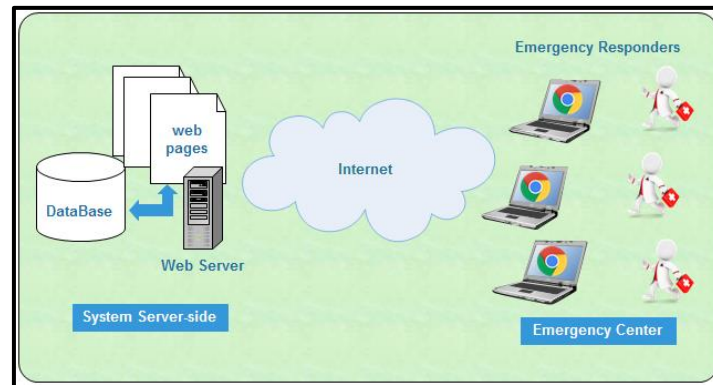 Emergency Responders
web
pages
Internet
DataBase
Web Server
System Server-side
Emergency Center